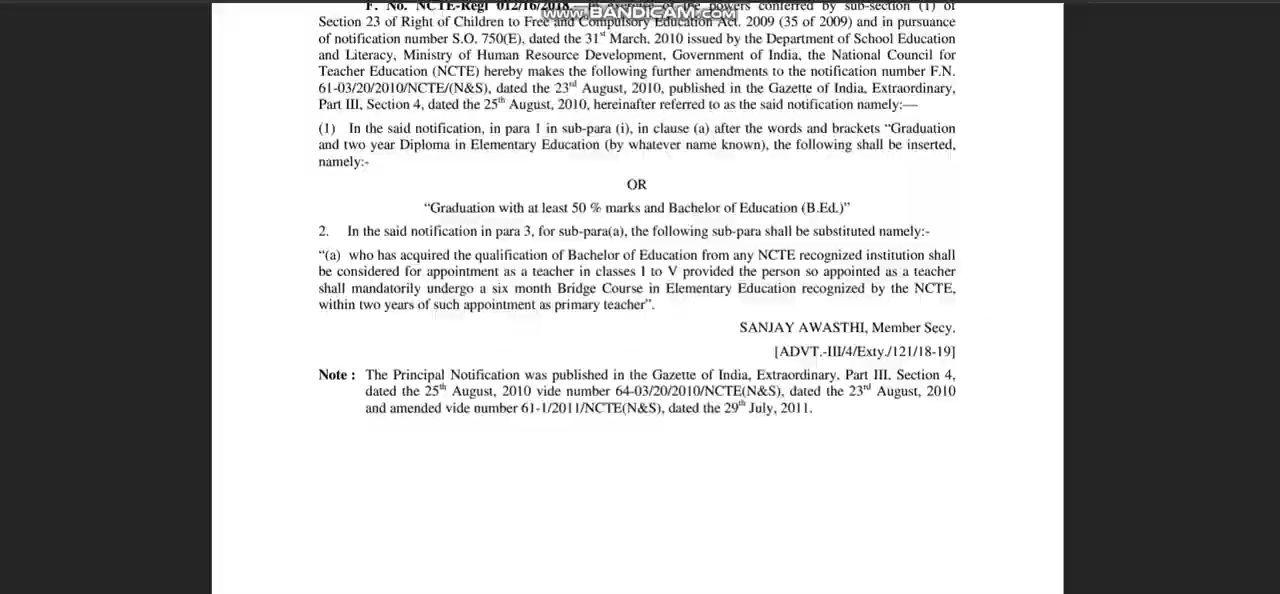 F. No. NCTE-Regl 012/16/2018.- In exercise of the powers conferred by sub-section (1) of
www.BANDICAM.com
Section 23 of Right of Children to Free and Compulsory Education Act. 2009 (35 of 2009) and in pursuance
of notification number S.O. 750(E), dated the 31st March, 2010 issued by the Department of School Education
and Literacy, Ministry of Human Resource Development, Government of India, the National Council for
Teacher Education (NCTE) hereby makes the following further amendments to the notification number F.N.
61-03/20/2010/NCTE/(N&S), dated the 23rd August, 2010, published in the Gazette of India, Extraordinary,
Part III, Section 4, dated the 25th August, 2010, hereinafter referred to as the said notification namely:—
(1) In the said notification, in para 1 in sub-para (i), in clause (a) after the words and brackets “Graduation
and two year Diploma in Elementary Education (by whatever name known), the following shall be inserted,
namely:-
OR
“Graduation with at least 50 % marks and Bachelor of Education (B.Ed.)”
2. In the said notification in para 3, for sub-para(a), the following sub-para shall be substituted namely:-
“(a) who has acquired the qualification of Bachelor of Education from any NCTE recognized institution shall
be considered for appointment as a teacher in classes I to V provided the person so appointed as a teacher
shall mandatorily undergo a six month Bridge Course in Elementary Education recognized by the NCTE,
within two years of such appointment as primary teacher”.
SANJAY AWASTHI, Member Secy.
[ADVT.-III/4/Exty./121/18-19]
Note : The Principal Notification was published in the Gazette of India, Extraordinary, Part III, Section 4,
dated the 25th August, 2010 vide number 64-03/20/2010/NCTE(N&S), dated the 23rd August, 2010
and amended vide number 61-1/2011/NCTE(N&S), dated the 29th July, 2011.